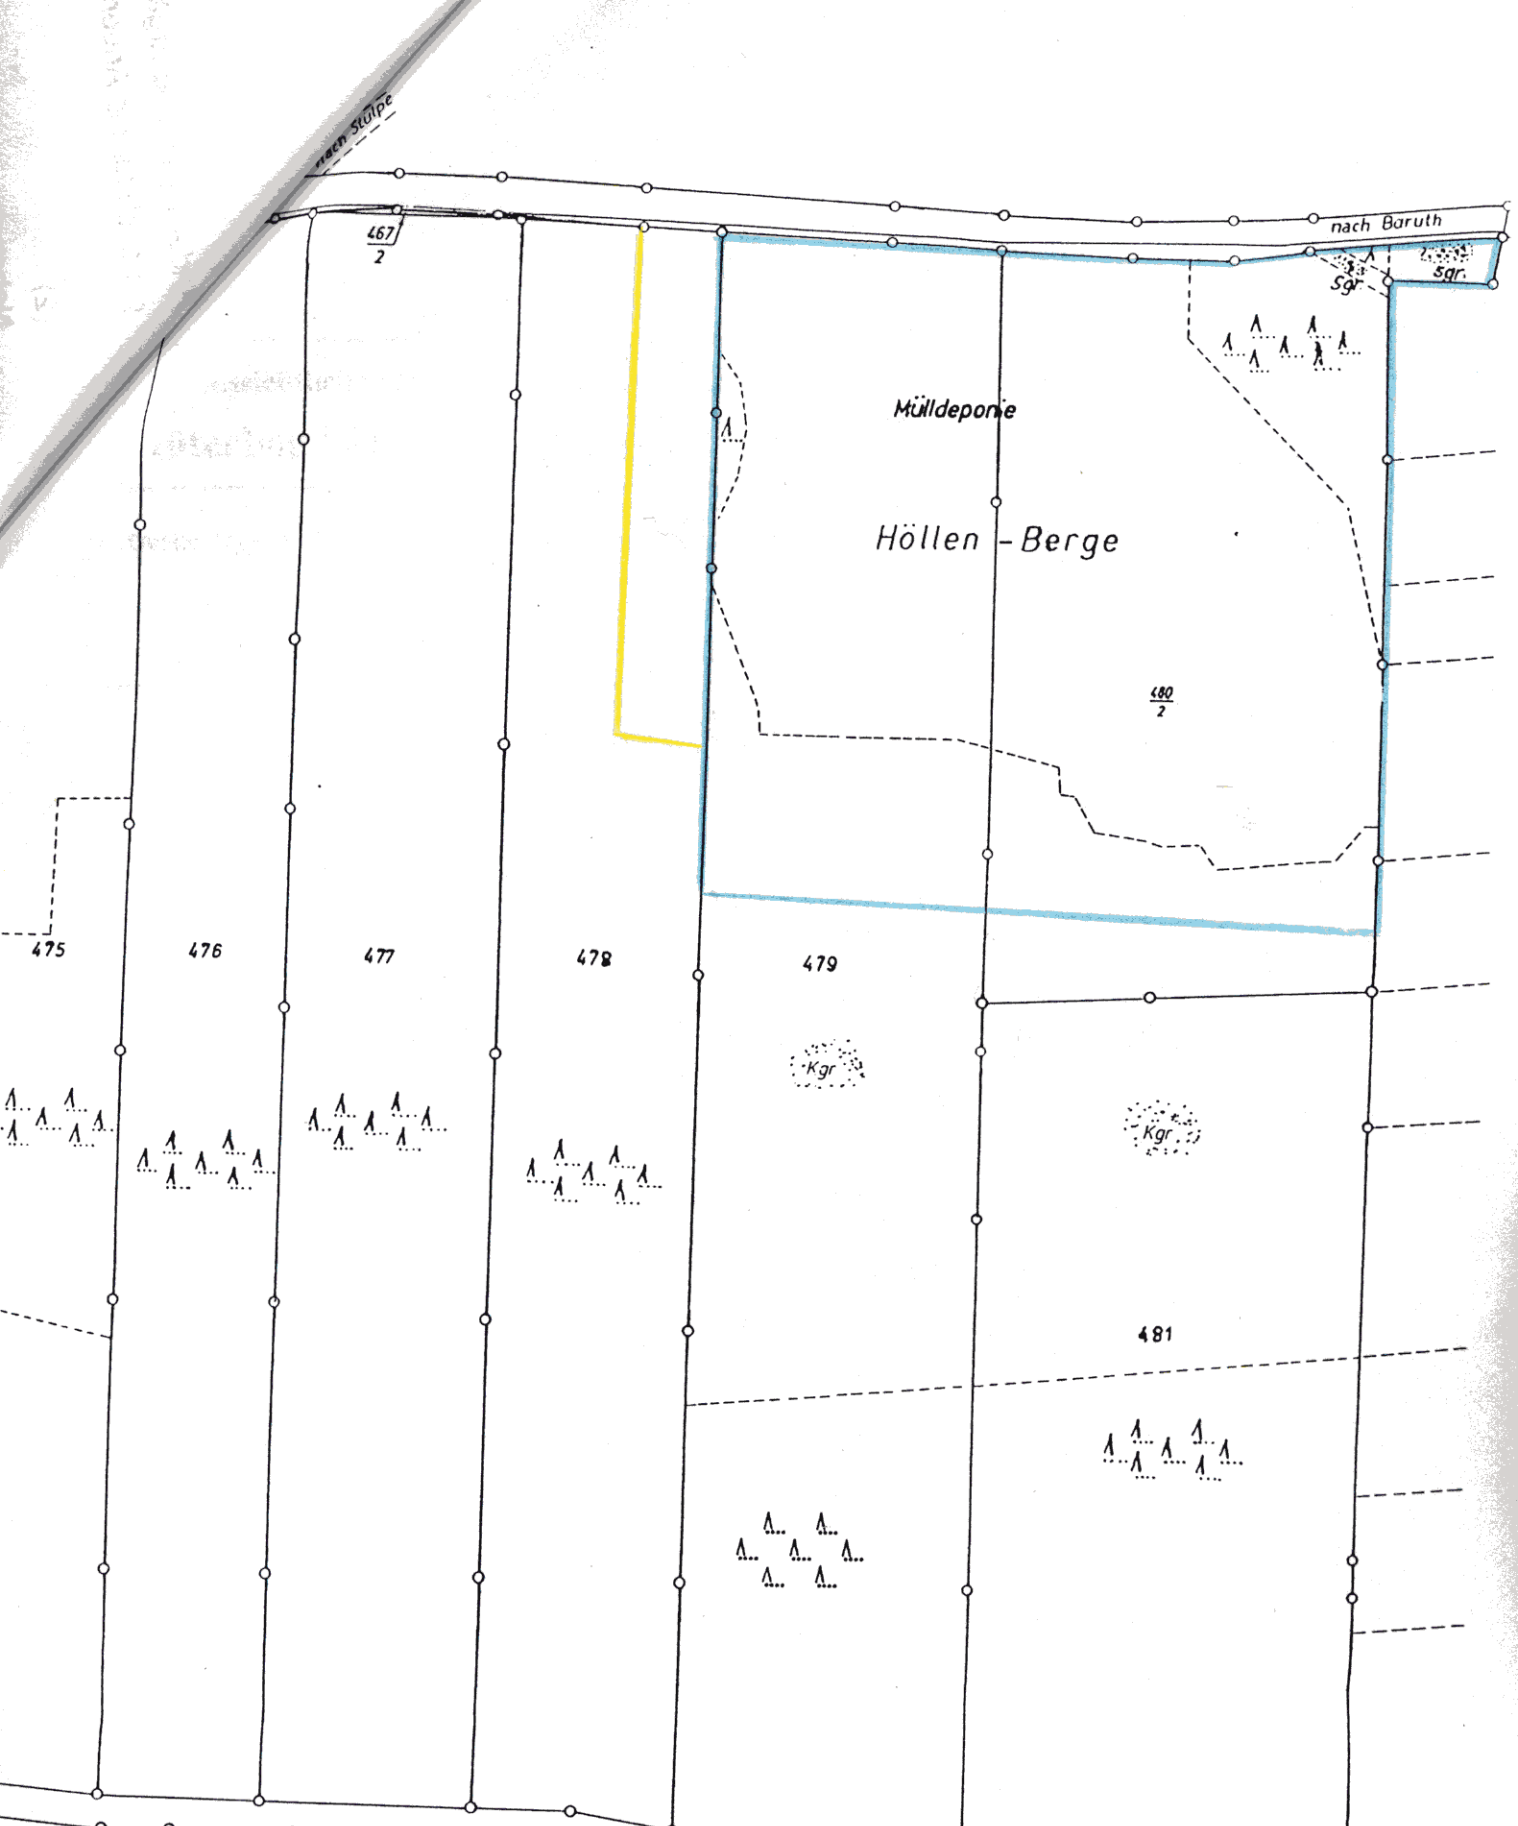 nach Stülpe
nach Baruth
467
2
Sgr.
sgr.
Mülldeponie
Höllen - Berge
480
2
475
476
477
478
479
Kgr
Kgr
481